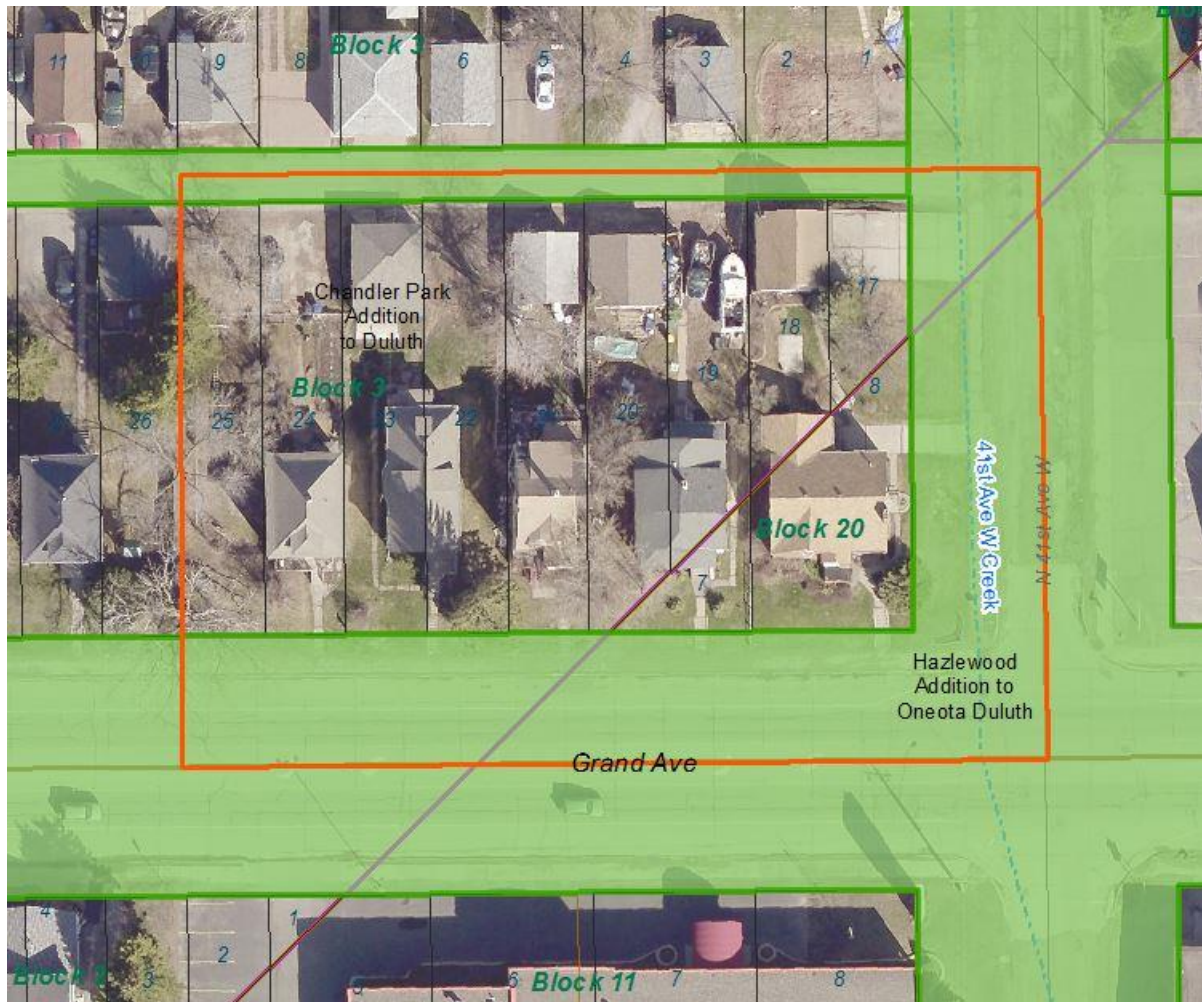 Block 3
11
9
8
6
5
4
3
2
1
Chandler Park
Addition
to Duluth
17
18
Block 3
19
8
26
25
24
23
22
20
Block 20
7
41st Ave W Creek
N 41st Ave W
Hazlewood
Addition to
Oneota Duluth
Grand Ave
4
1
2
3
Block 11
6
7
8